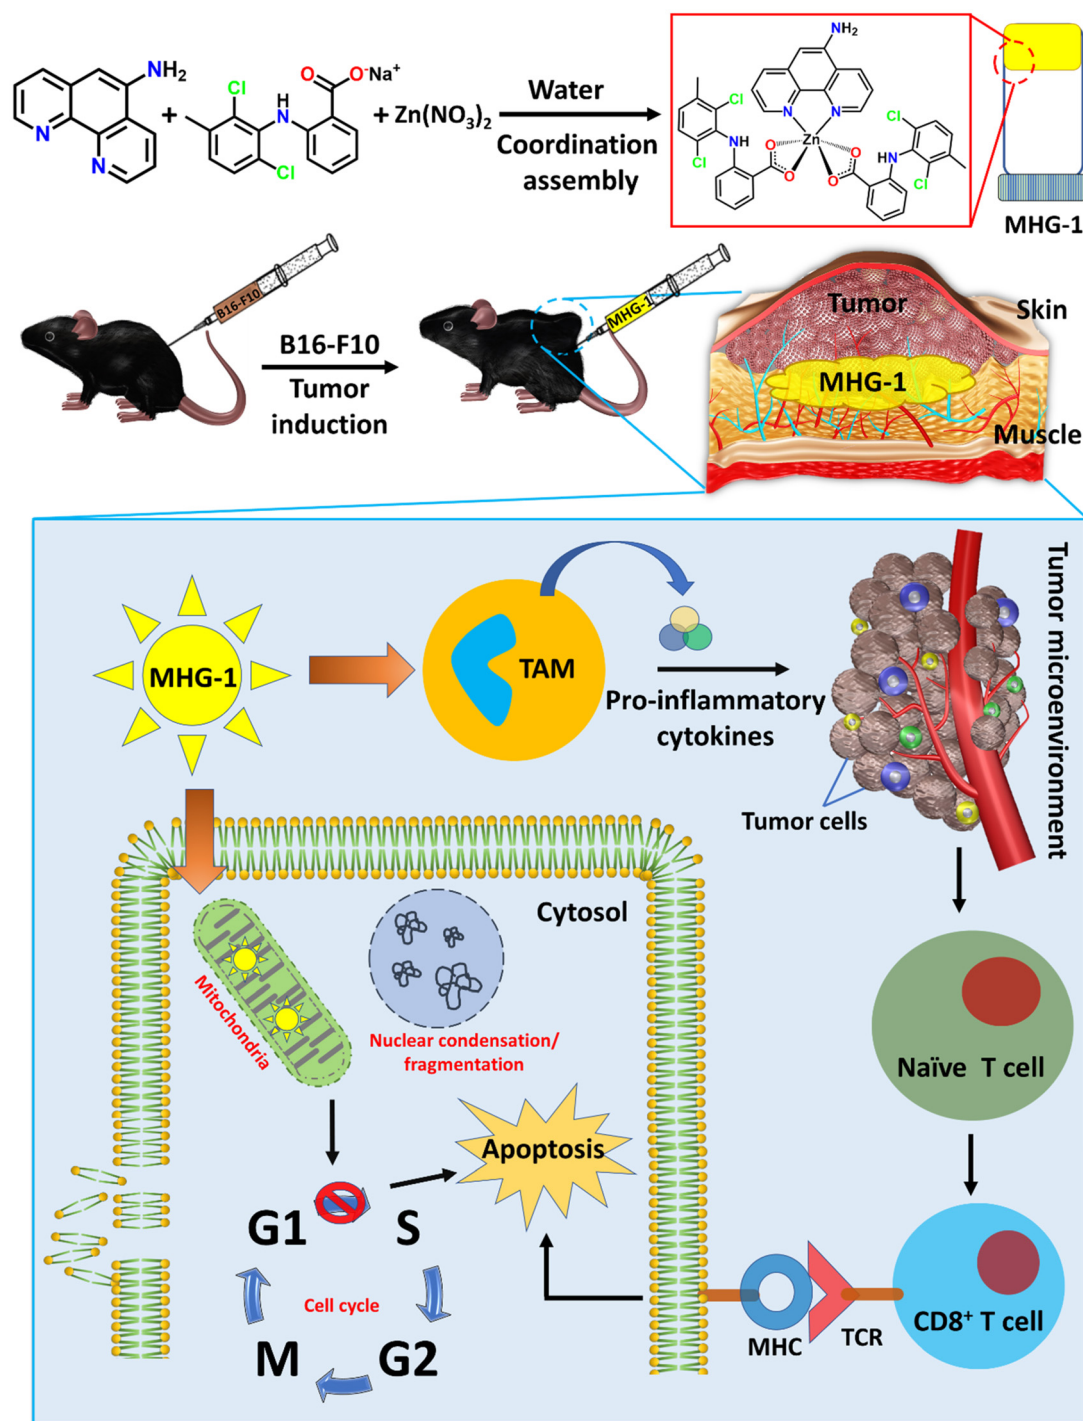 NH₂
N
N
+
Cl
H
N
Cl
O
O⁻Na⁺
+ Zn(NO₃)₂
Water
Coordination
assembly
NH₂
N
N
Zn
Cl
NH
Cl
O
O
O
O
Cl
H
N
Cl
MHG-1
B16-F10
B16-F10
Tumor
induction
MHG-1
Tumor
Skin
MHG-1
Muscle
MHG-1
TAM
Pro-inflammatory
cytokines
Tumor cells
Tumor microenvironment
Cytosol
Mitochondria
Nuclear condensation/
fragmentation
Naïve T cell
Apoptosis
G1
S
Cell cycle
M
G2
MHC
TCR
CD8⁺ T cell